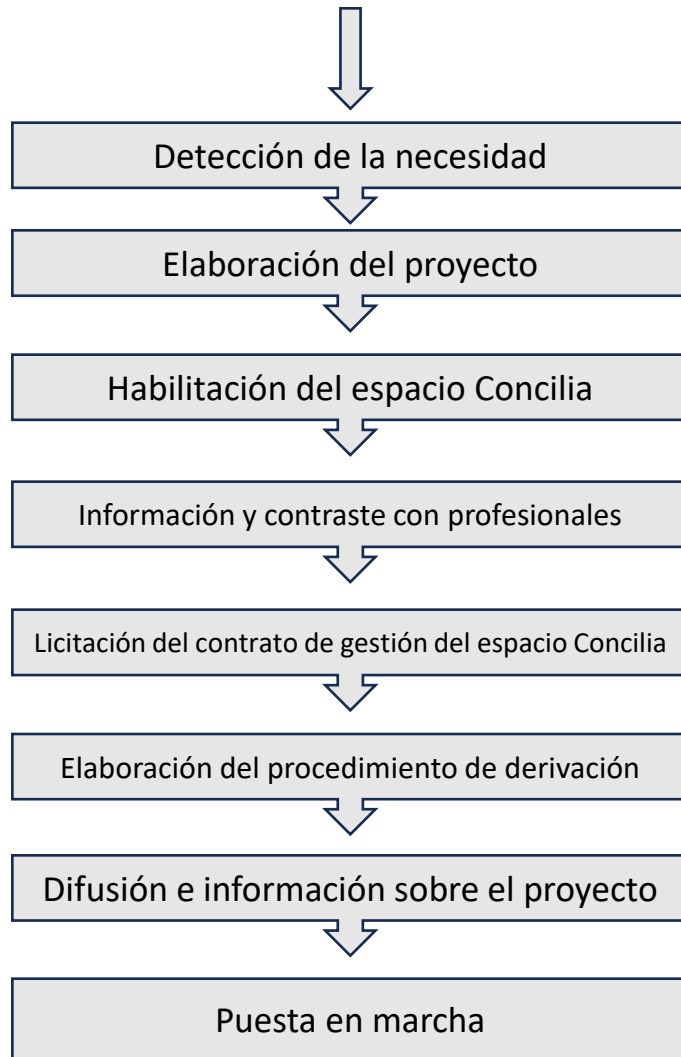 Detección de la necesidad
Elaboración del proyecto
Habilitación del espacio Concilia
Información y contraste con profesionales
Licitación del contrato de gestión del espacio Concilia
Elaboración del procedimiento de derivación
Difusión e información sobre el proyecto
Puesta en marcha